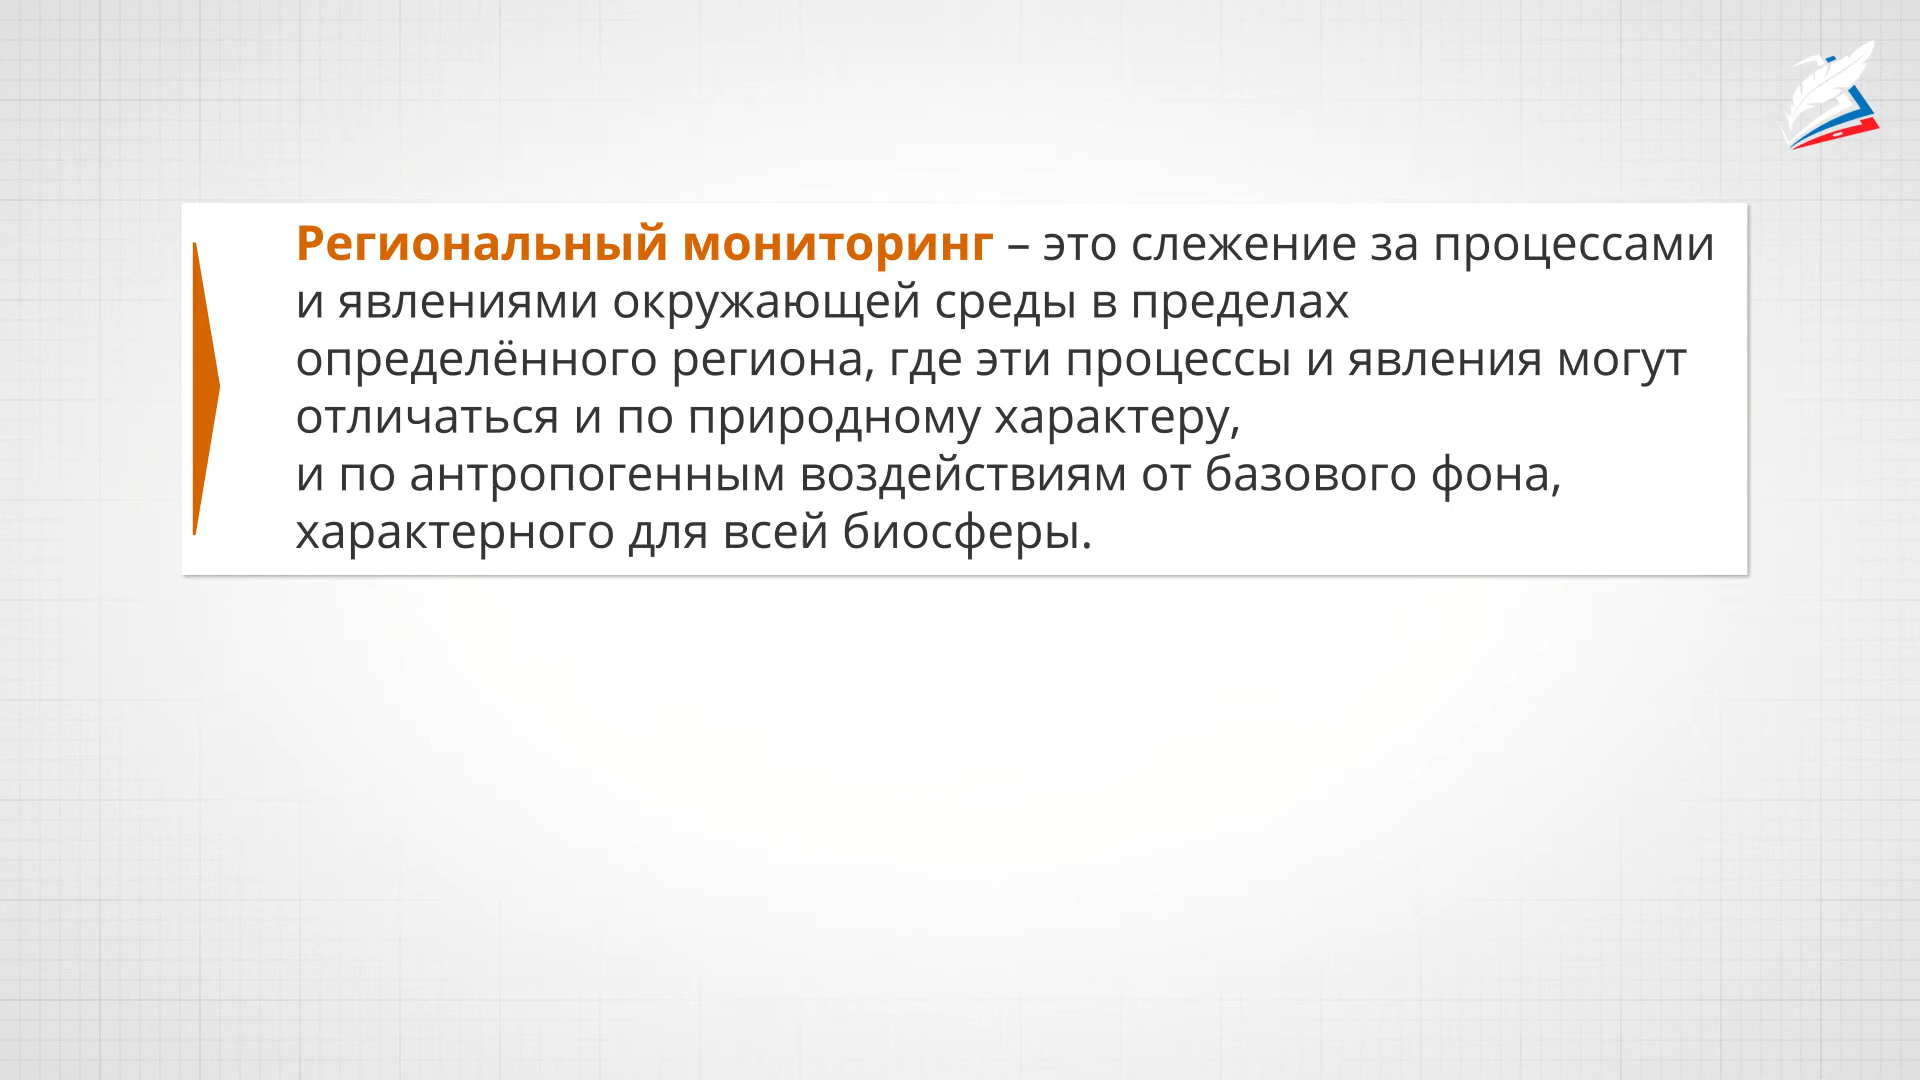 Региональный мониторинг – это слежение за процессами
и явлениями окружающей среды в пределах
определённого региона, где эти процессы и явления могут
отличаться и по природному характеру,
и по антропогенным воздействиям от базового фона,
характерного для всей биосферы.